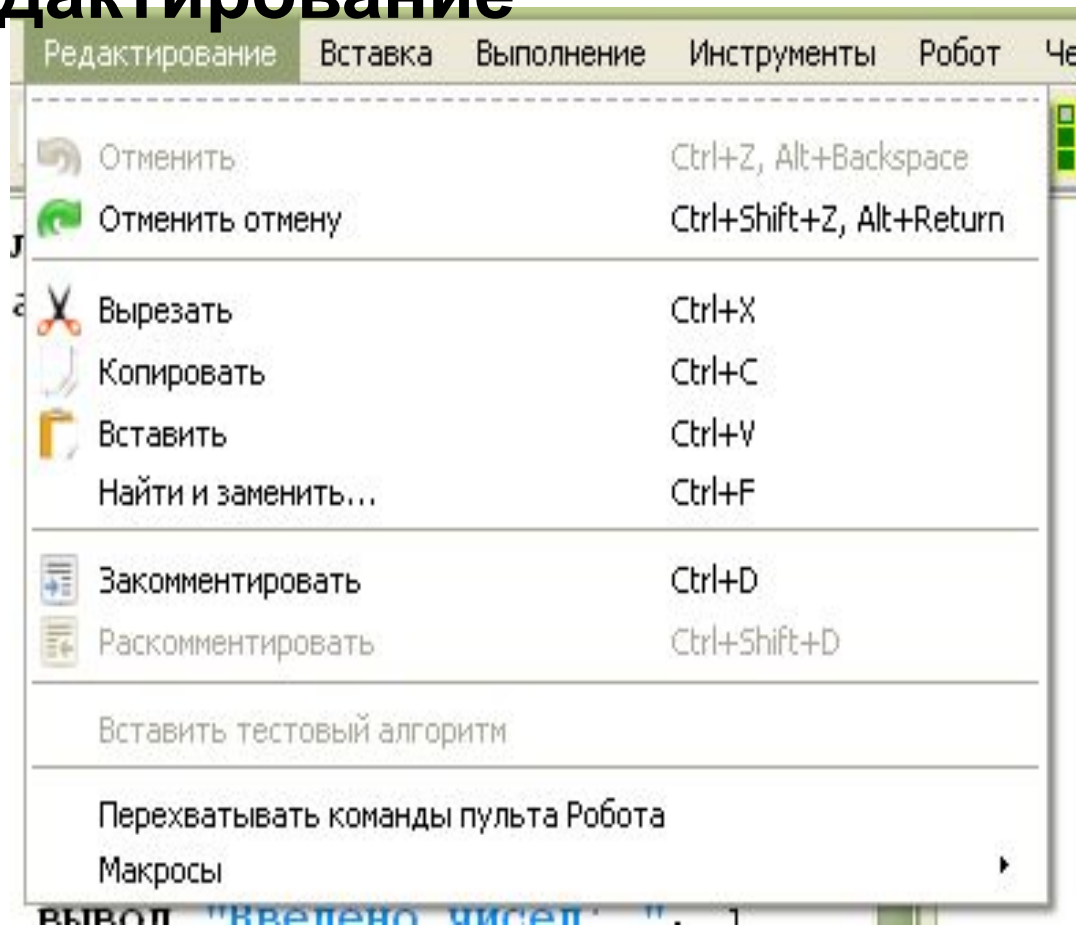 дактирование
Редактирование Вставка Выполнение Инструменты Робот Че
Отменить Ctrl+Z, Alt+Backspace
Отменить отмену Ctrl+Shift+Z, Alt+Return
Вырезать Ctrl+X
Копировать Ctrl+C
Вставить Ctrl+V
Найти и заменить... Ctrl+F
Закомментировать Ctrl+D
Раскомментировать Ctrl+Shift+D
Вставить тестовый алгоритм
Перехватывать команды пульта Робота
Макросы
вывод "Введено чисел: ",